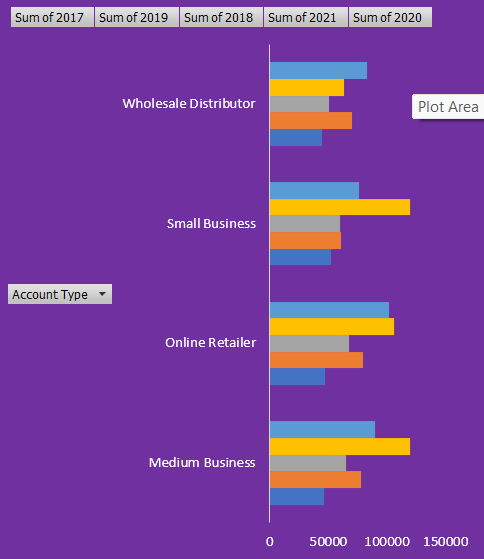 Sum of 2017 Sum of 2019 Sum of 2018 Sum of 2021 Sum of 2020
Wholesale Distributor
Plot Area
Small Business
Account Type
Online Retailer
Medium Business
0 50000 100000 150000